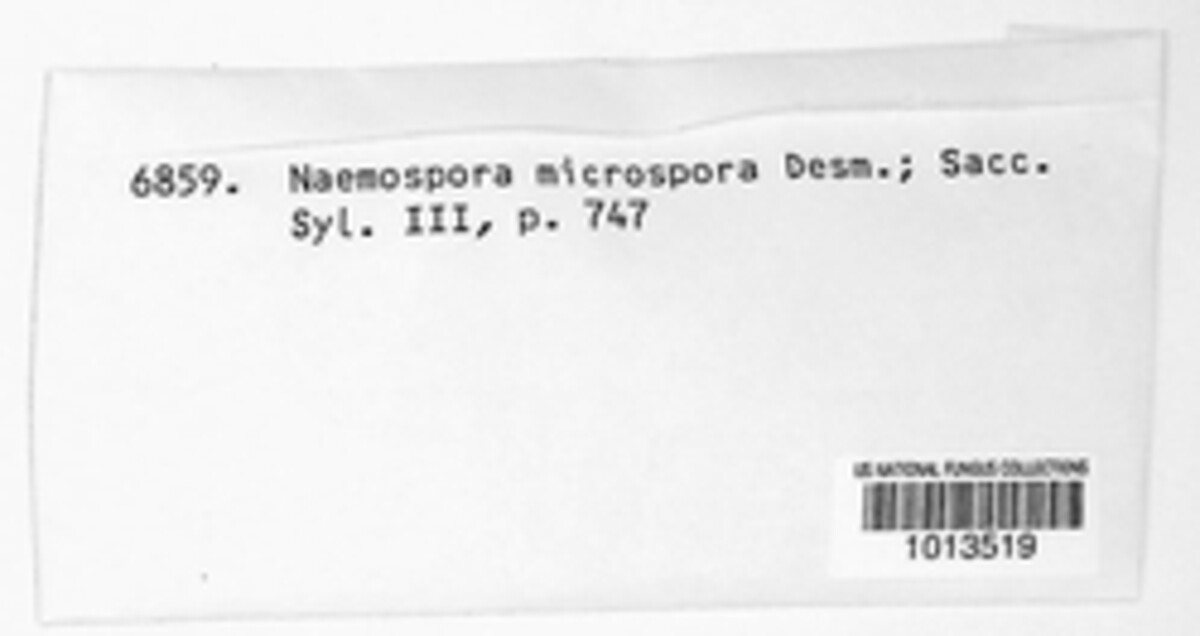 6859. Naemospora microspora Desm.; Sacc.
Syl. III, p. 747
US NATIONAL FUNGUS COLLECTIONS
1013519